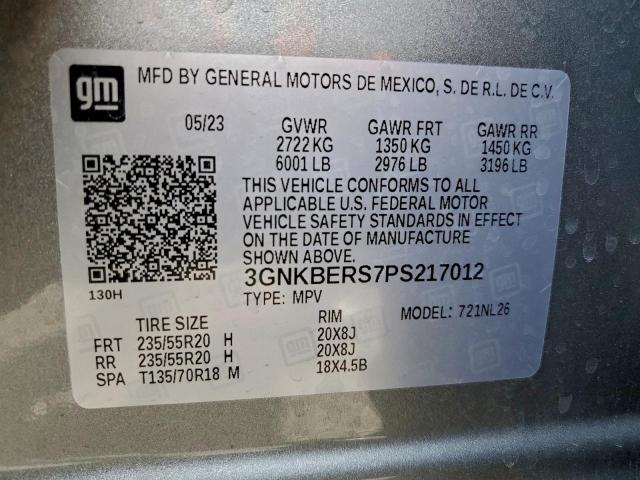 gm
MFD BY GENERAL MOTORS DE MEXICO, S. DE R.L. DE C.V.
05/23 GVWR GAWR FRT GAWR RR
2722 KG 1350 KG 1450 KG
6001 LB 2976 LB 3196 LB
THIS VEHICLE CONFORMS TO ALL
APPLICABLE U.S. FEDERAL MOTOR
VEHICLE SAFETY STANDARDS IN EFFECT
ON THE DATE OF MANUFACTURE
SHOWN ABOVE.
130H
3GNKBERS7PS217012
TYPE: MPV MODEL: 721NL26
TIRE SIZE RIM
FRT 235/55R20 H 20X8J
RR 235/55R20 H 20X8J
SPA T135/70R18 M 18X4.5B